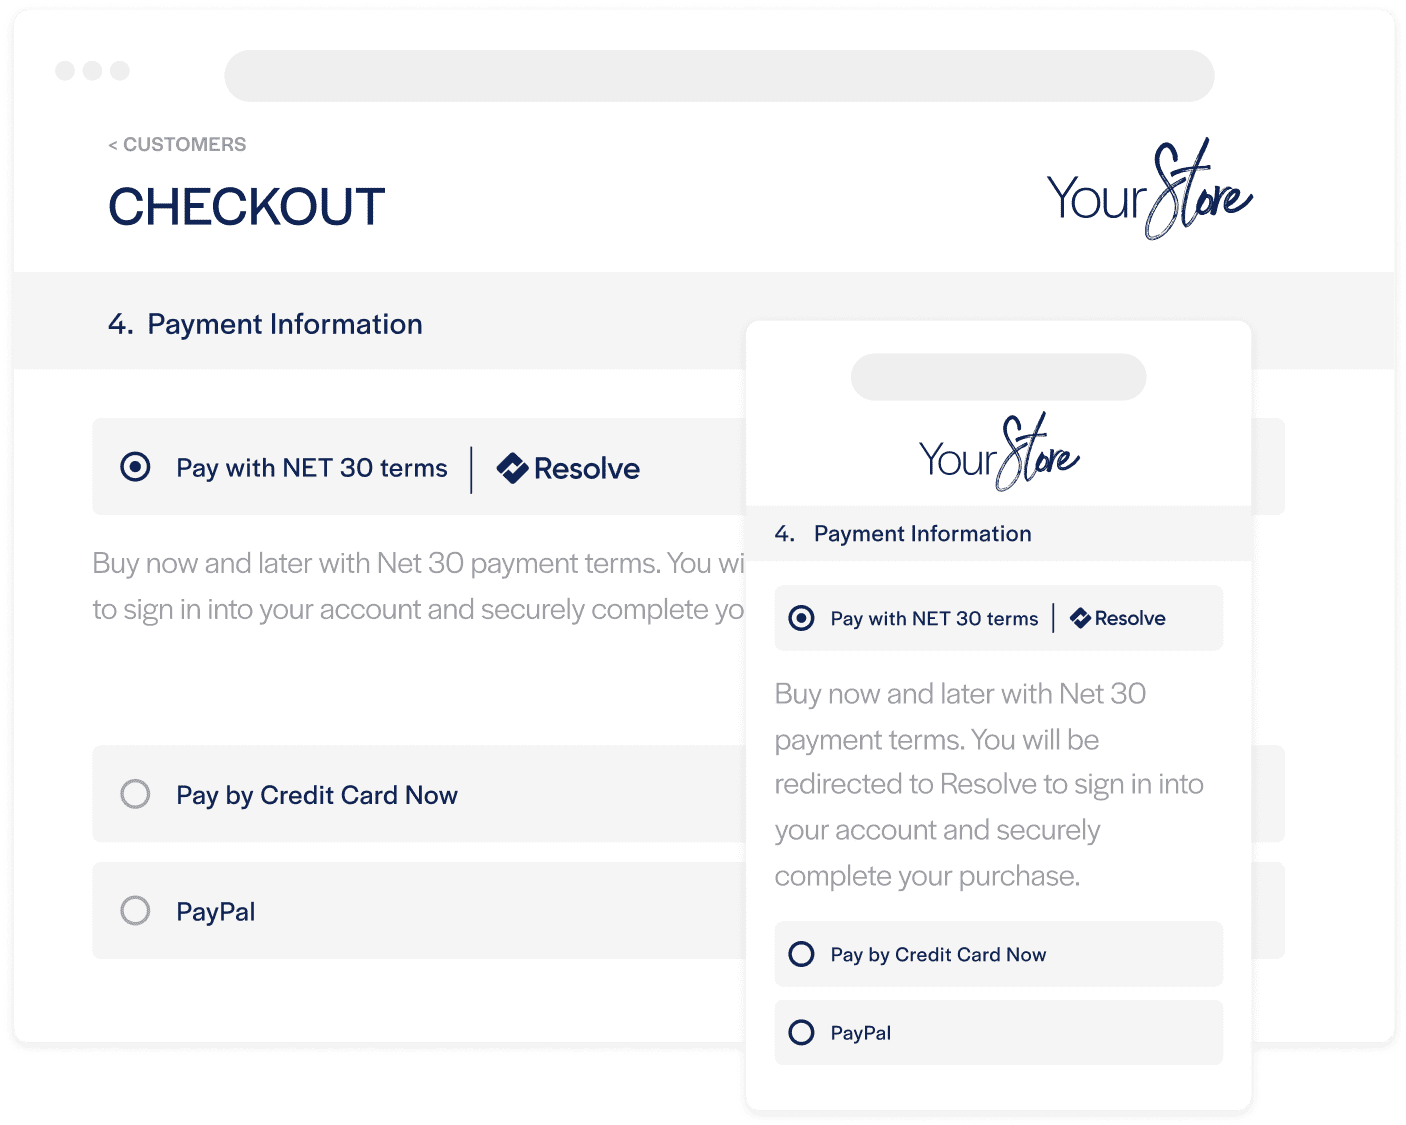 < CUSTOMERS
CHECKOUT
Your Store
4. Payment Information
Pay with NET 30 terms | Resolve
Buy now and later with Net 30 payment terms. You wi
to sign in into your account and securely complete yo
Pay by Credit Card Now
PayPal
Your Store
4. Payment Information
Pay with NET 30 terms | Resolve
Buy now and later with Net 30
payment terms. You will be
redirected to Resolve to sign in into
your account and securely
complete your purchase.
Pay by Credit Card Now
PayPal